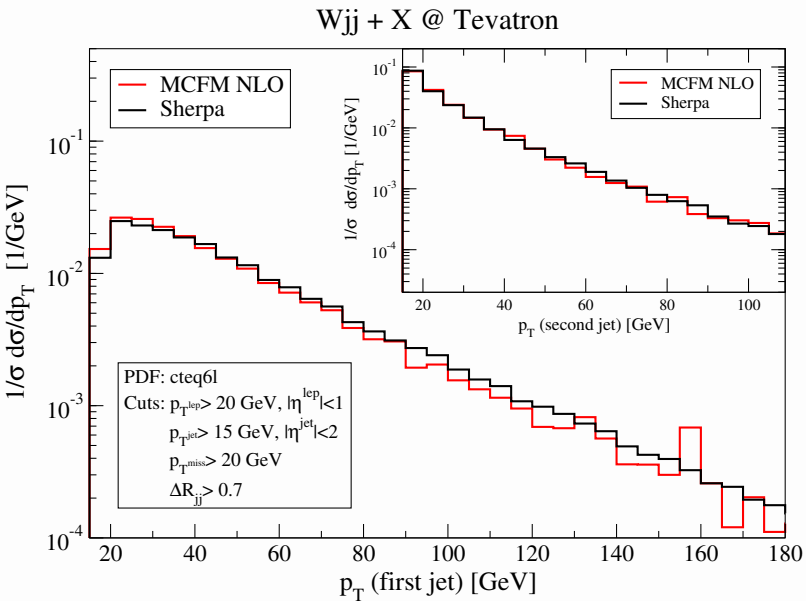 Wjj + X @ Tevatron
MCFM NLO
Sherpa
MCFM NLO
Sherpa
10^-1
10^-2
10^-3
10^-4
1/σ dσ/dp_T [1/GeV]
20 40 60 80 100
p_T (second jet) [GeV]
10^-1
10^-2
10^-3
10^-4
1/σ dσ/dp_T [1/GeV]
PDF: cteq6l
Cuts: p_T^lep > 20 GeV, |η^lep|<1
p_T^jet > 15 GeV, |η^jet|<2
p_T^miss > 20 GeV
ΔR_jj > 0.7
20 40 60 80 100 120 140 160 180
p_T (first jet) [GeV]